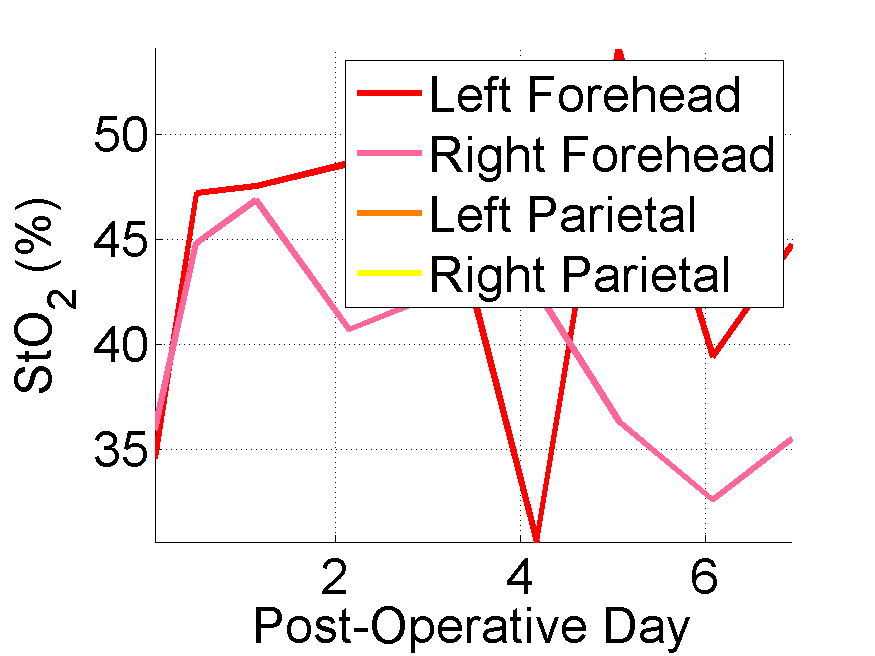 50
45
40
35
StO2 (%)
Left Forehead
Right Forehead
Left Parietal
Right Parietal
2 4 6
Post-Operative Day